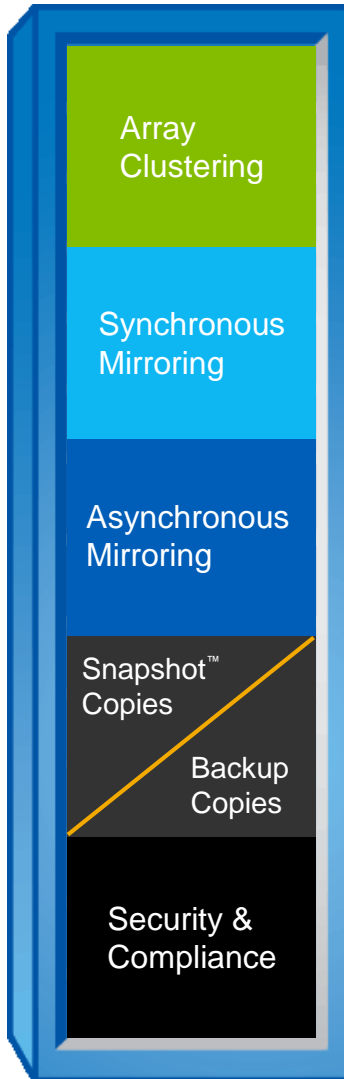 Array
Clustering
Synchronous
Mirroring
Asynchronous
Mirroring
Snapshot™
Copies
Backup
Copies
Security &
Compliance